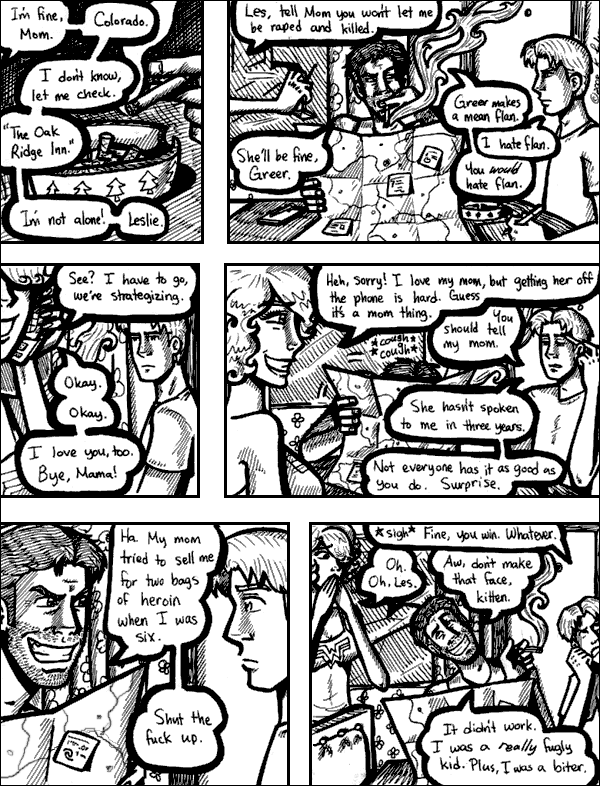 I'm fine,
Mom.
Colorado.
I don't know,
let me check.
"The Oak
Ridge Inn."
I'm not alone!
Leslie.
Les, tell Mom you won't let me
be raped and killed.
She'll be fine,
Greer.
Greer makes
a mean flan.
I hate flan.
You would
hate flan.
See? I have to go,
we're strategizing.
Okay.
Okay.
I love you, too.
Bye, Mama!
Heh, sorry! I love my mom, but getting her off
the phone is hard. Guess
it's a mom thing.
*cough*
*cough*
You
should tell
my mom.
She hasn't spoken
to me in three years.
Not everyone has it as good as
you do. Surprise.
Ha. My mom
tried to sell me
for two bags
of heroin
when I was
six.
Shut the
fuck up.
*sigh* Fine, you win. Whatever.
Oh.
Oh, Les.
Aw, don't make
that face,
kitten.
It didn't work.
I was a really fugly
kid. Plus, I was a biter.